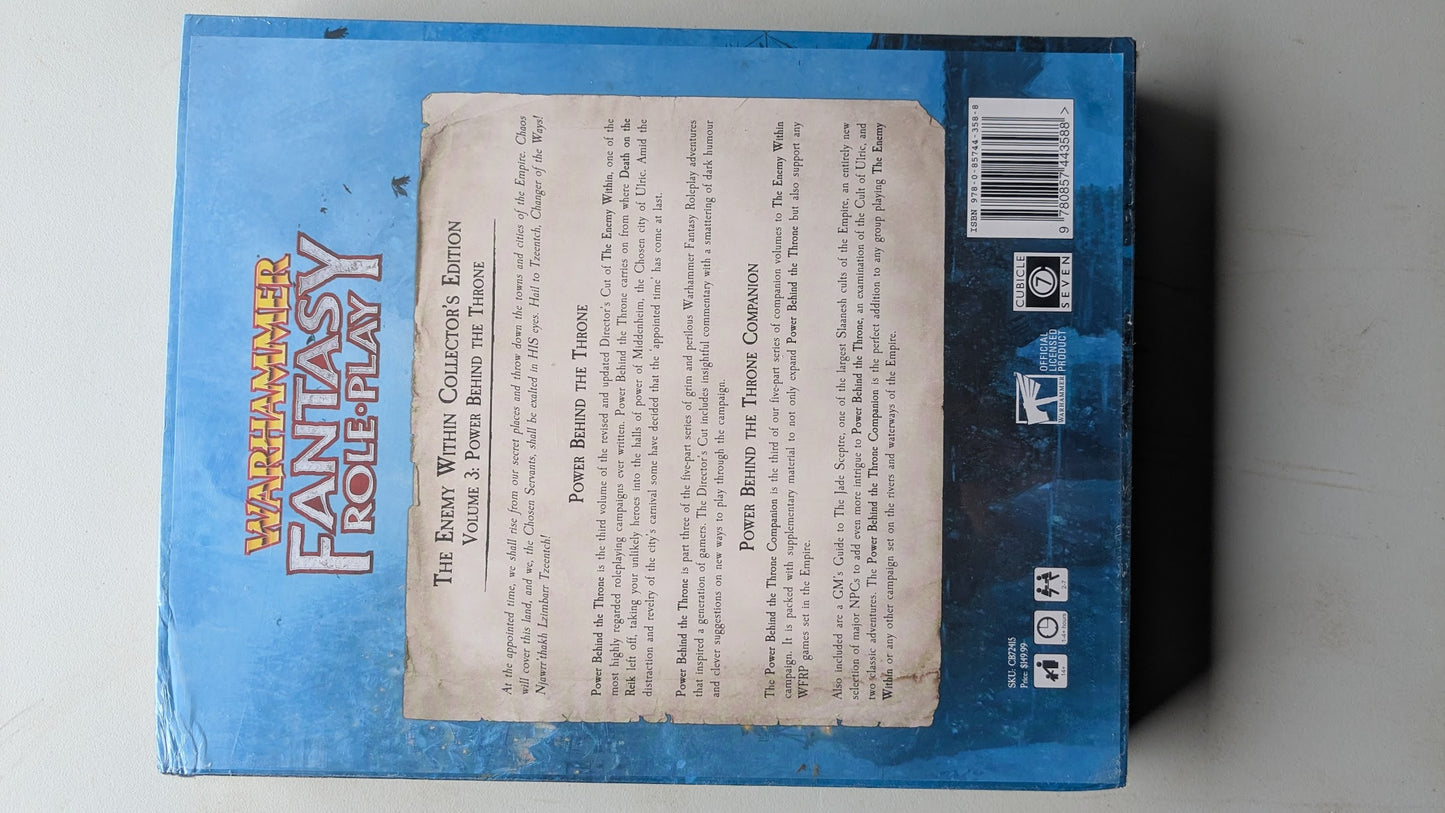 WARHAMMER
FANTASY
ROLE•PLAY
THE ENEMY WITHIN COLLECTOR'S EDITION
VOLUME 3: POWER BEHIND THE THRONE
At the appointed time, we shall rise from our secret places and throw down the towns and cities of the Empire. Chaos
will cover this land, and we, the Chosen Servants, shall be exalted in HIS eyes. Hail to Tzeentch, Changer of the Ways!
Njawrr'thakh Lzimbarr Tzeentch!
POWER BEHIND THE THRONE
Power Behind the Throne is the third volume of the revised and updated Director's Cut of The Enemy Within, one of the
most highly regarded roleplaying campaigns ever written. Power Behind the Throne carries on from where Death on the
Reik left off, taking your unlikely heroes into the halls of power of Middenheim, the Chosen city of Ulric. Amid the
distraction and revelry of the city's carnival some have decided that the appointed time' has come at last.
Power Behind the Throne is part three of the five-part series of grim and perilous Warhammer Fantasy Roleplay adventures
that inspired a generation of gamers. The Director's Cut includes insightful commentary with a smattering of dark humour
and clever suggestions on new ways to play through the campaign.
POWER BEHIND THE THRONE COMPANION
The Power Behind the Throne Companion is the third of our five-part series of companion volumes to The Enemy Within
campaign. It is packed with supplementary material to not only expand Power Behind the Throne but also support any
WFRP games set in the Empire.
Also included are a GM's Guide to The Jade Sceptre, one of the largest Slaanesh cults of the Empire, an entirely new
selection of major NPCs to add even more intrigue to Power Behind the Throne, an examination of the Cult of Ulric, and
two classic adventures. The Power Behind the Throne Companion is the perfect addition to any group playing The Enemy
Within or any other campaign set on the rivers and waterways of the Empire.
SKU: CB72415
Price: $149.99
14+
1-4+ hours
2-7
WARHAMMER
OFFICIAL
LICENSED
PRODUCT
CUBICLE
7
SEVEN
ISBN 978-0-85744-358-8
9 780857 443588 >